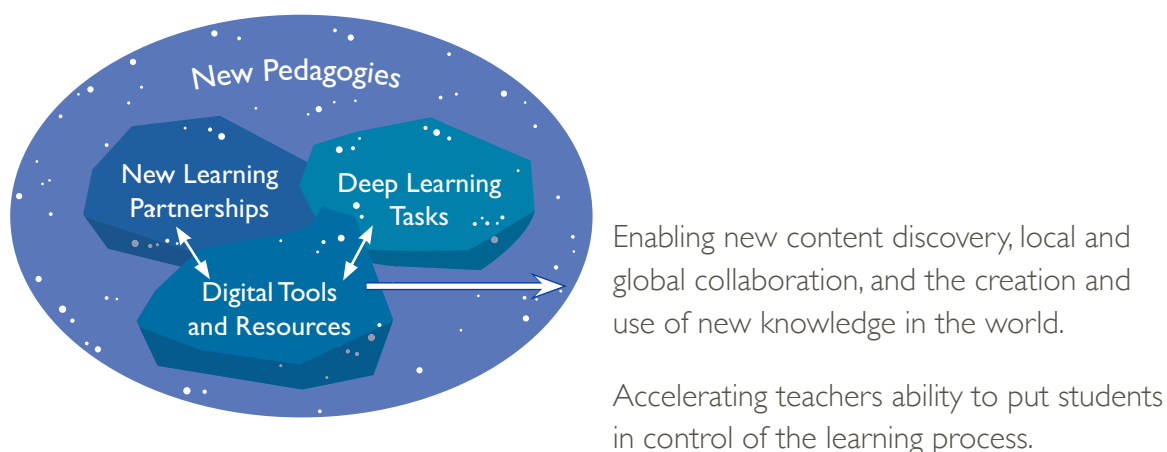 New Pedagogies
New Learning
Partnerships
Deep Learning
Tasks
Digital Tools
and Resources
Enabling new content discovery, local and
global collaboration, and the creation and
use of new knowledge in the world.
Accelerating teachers ability to put students
in control of the learning process.